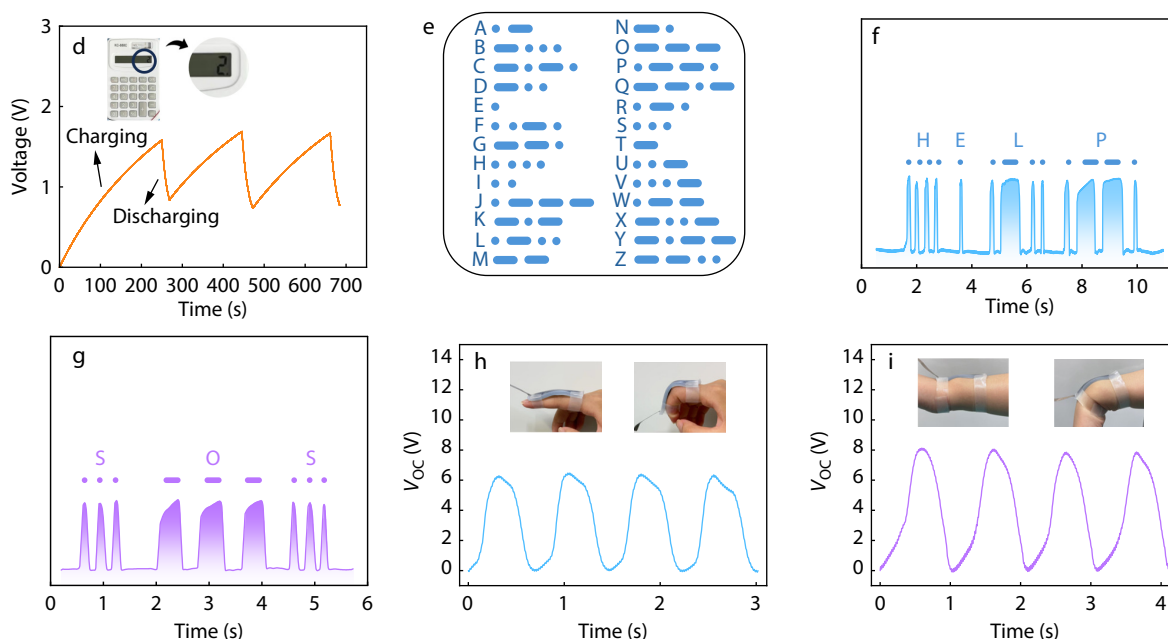 d
3
2
1
0
Voltage (V)
Charging
Discharging
2
0 100 200 300 400 500 600 700
Time (s)
e
A
B
C
D
E
F
G
H
I
J
K
L
M
N
O
P
Q
R
S
T
U
V
W
X
Y
Z
f
H E L P
0 2 4 6 8 10
Time (s)
g
S O S
0 1 2 3 4 5 6
Time (s)
h
14
12
10
8
6
4
2
0
VOC (V)
0 1 2 3
Time (s)
i
14
12
10
8
6
4
2
0
VOC (V)
0 1 2 3 4
Time (s)